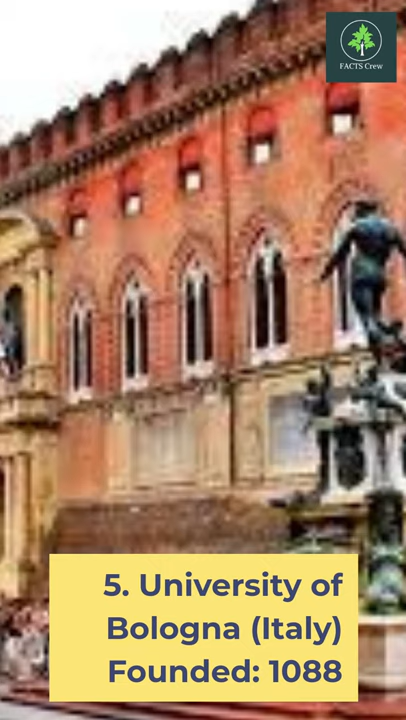 FACTS Crew
5. University of
Bologna (Italy)
Founded: 1088